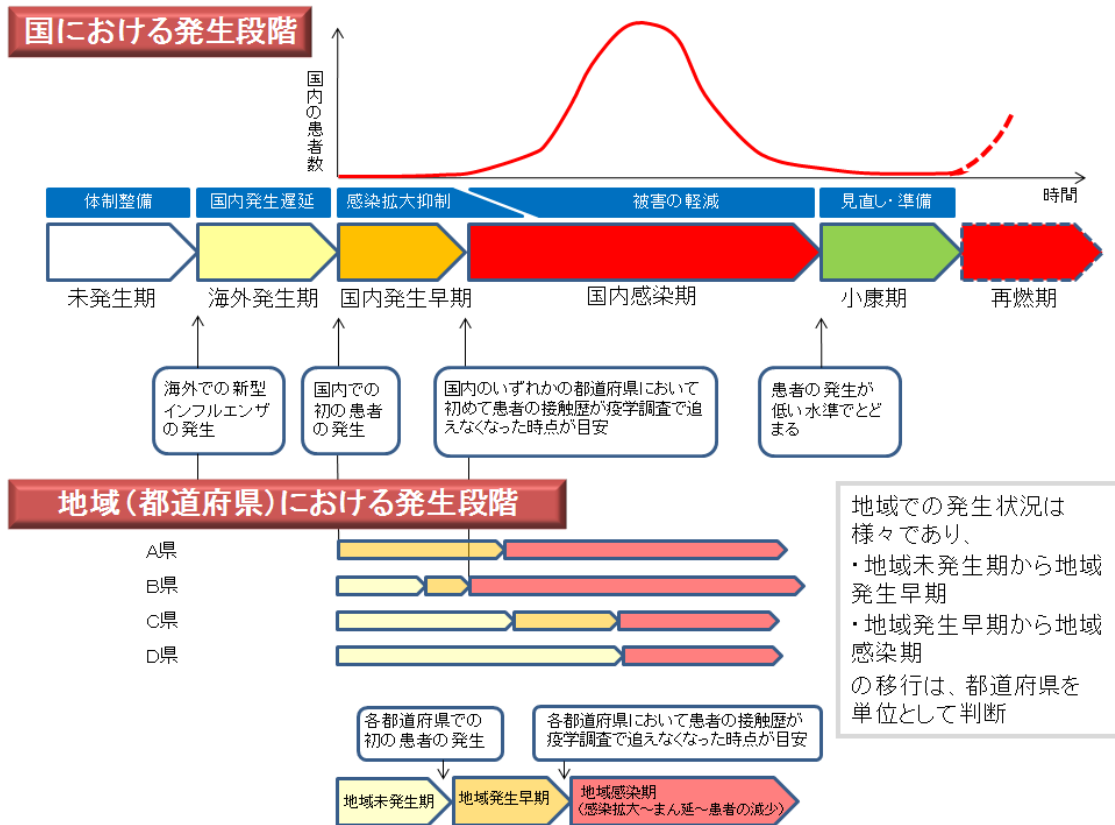 国における発生段階
国内の患者数
時間
体制整備
国内発生遅延
感染拡大抑制
被害の軽減
見直し・準備
未発生期
海外発生期
国内発生早期
国内感染期
小康期
再燃期
海外での新型
インフルエンザ
の発生
国内での
初の患者
の発生
国内のいずれかの都道府県において
初めて患者の接触歴が疫学調査で追
えなくなった時点が目安
患者の発生が
低い水準でとど
まる
地域(都道府県)における発生段階
A県
B県
C県
D県
地域での発生状況は
様々であり、
・地域未発生期から地域
発生早期
・地域発生早期から地域
感染期
の移行は、都道府県を
単位として判断
各都道府県での
初の患者の発生
各都道府県において患者の接触歴が
疫学調査で追えなくなった時点が目安
地域未発生期
地域発生早期
地域感染期
(感染拡大～まん延～患者の減少)